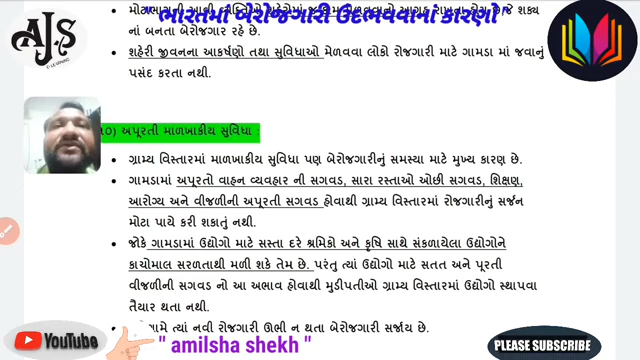 ભારતમાં બેરોજગારી ઉદભવવાનાં કારણો
નાં બનતા બેરોજગાર રહે છે.
શહેરી જીવનના આકર્ષણો તથા સુવિધાઓ મેળવવા લોકો રોજગારી માટે ગામડા માં જવાનું
પસંદ કરતા નથી.
AJS
E-LEARNING
10) અપૂરતી માળખાકીય સુવિધા :
ગ્રામ્ય વિસ્તારમાં માળખાકીય સુવિધા પણ બેરોજગારીનું સમસ્યા માટે મુખ્ય કારણ છે.
ગામડામાં અપૂરતો વાહન વ્યવહાર ની સગવડ, સારા રસ્તાઓ ઓછી સગવડ, શિક્ષણ,
આરોગ્ય અને વીજળીની અપૂરતી સગવડ હોવાથી ગ્રામ્ય વિસ્તારમાં રોજગારીનું સર્જન
મોટા પાયે કરી શકાતું નથી.
જોકે ગામડામાં ઉદ્યોગો માટે સસ્તા દરે શ્રમિકો અને કૃષિ સાથે સંકળાયેલા ઉદ્યોગોને
કાચોમાલ સરળતાથી મળી શકે તેમ છે. પરંતુ ત્યાં ઉદ્યોગો માટે સતત અને પૂરતી
વીજળીની સગવડ નો આ અભાવ હોવાથી મુડીપતીઓ ગ્રામ્ય વિસ્તારમાં ઉદ્યોગો સ્થાપવા
તૈયાર થતા નથી.
ત્યાં નવી રોજગારી ઊભી ન થતા બેરોજગારી સર્જાય છે.
YouTube
" amilsha shekh "
PLEASE SUBSCRIBE